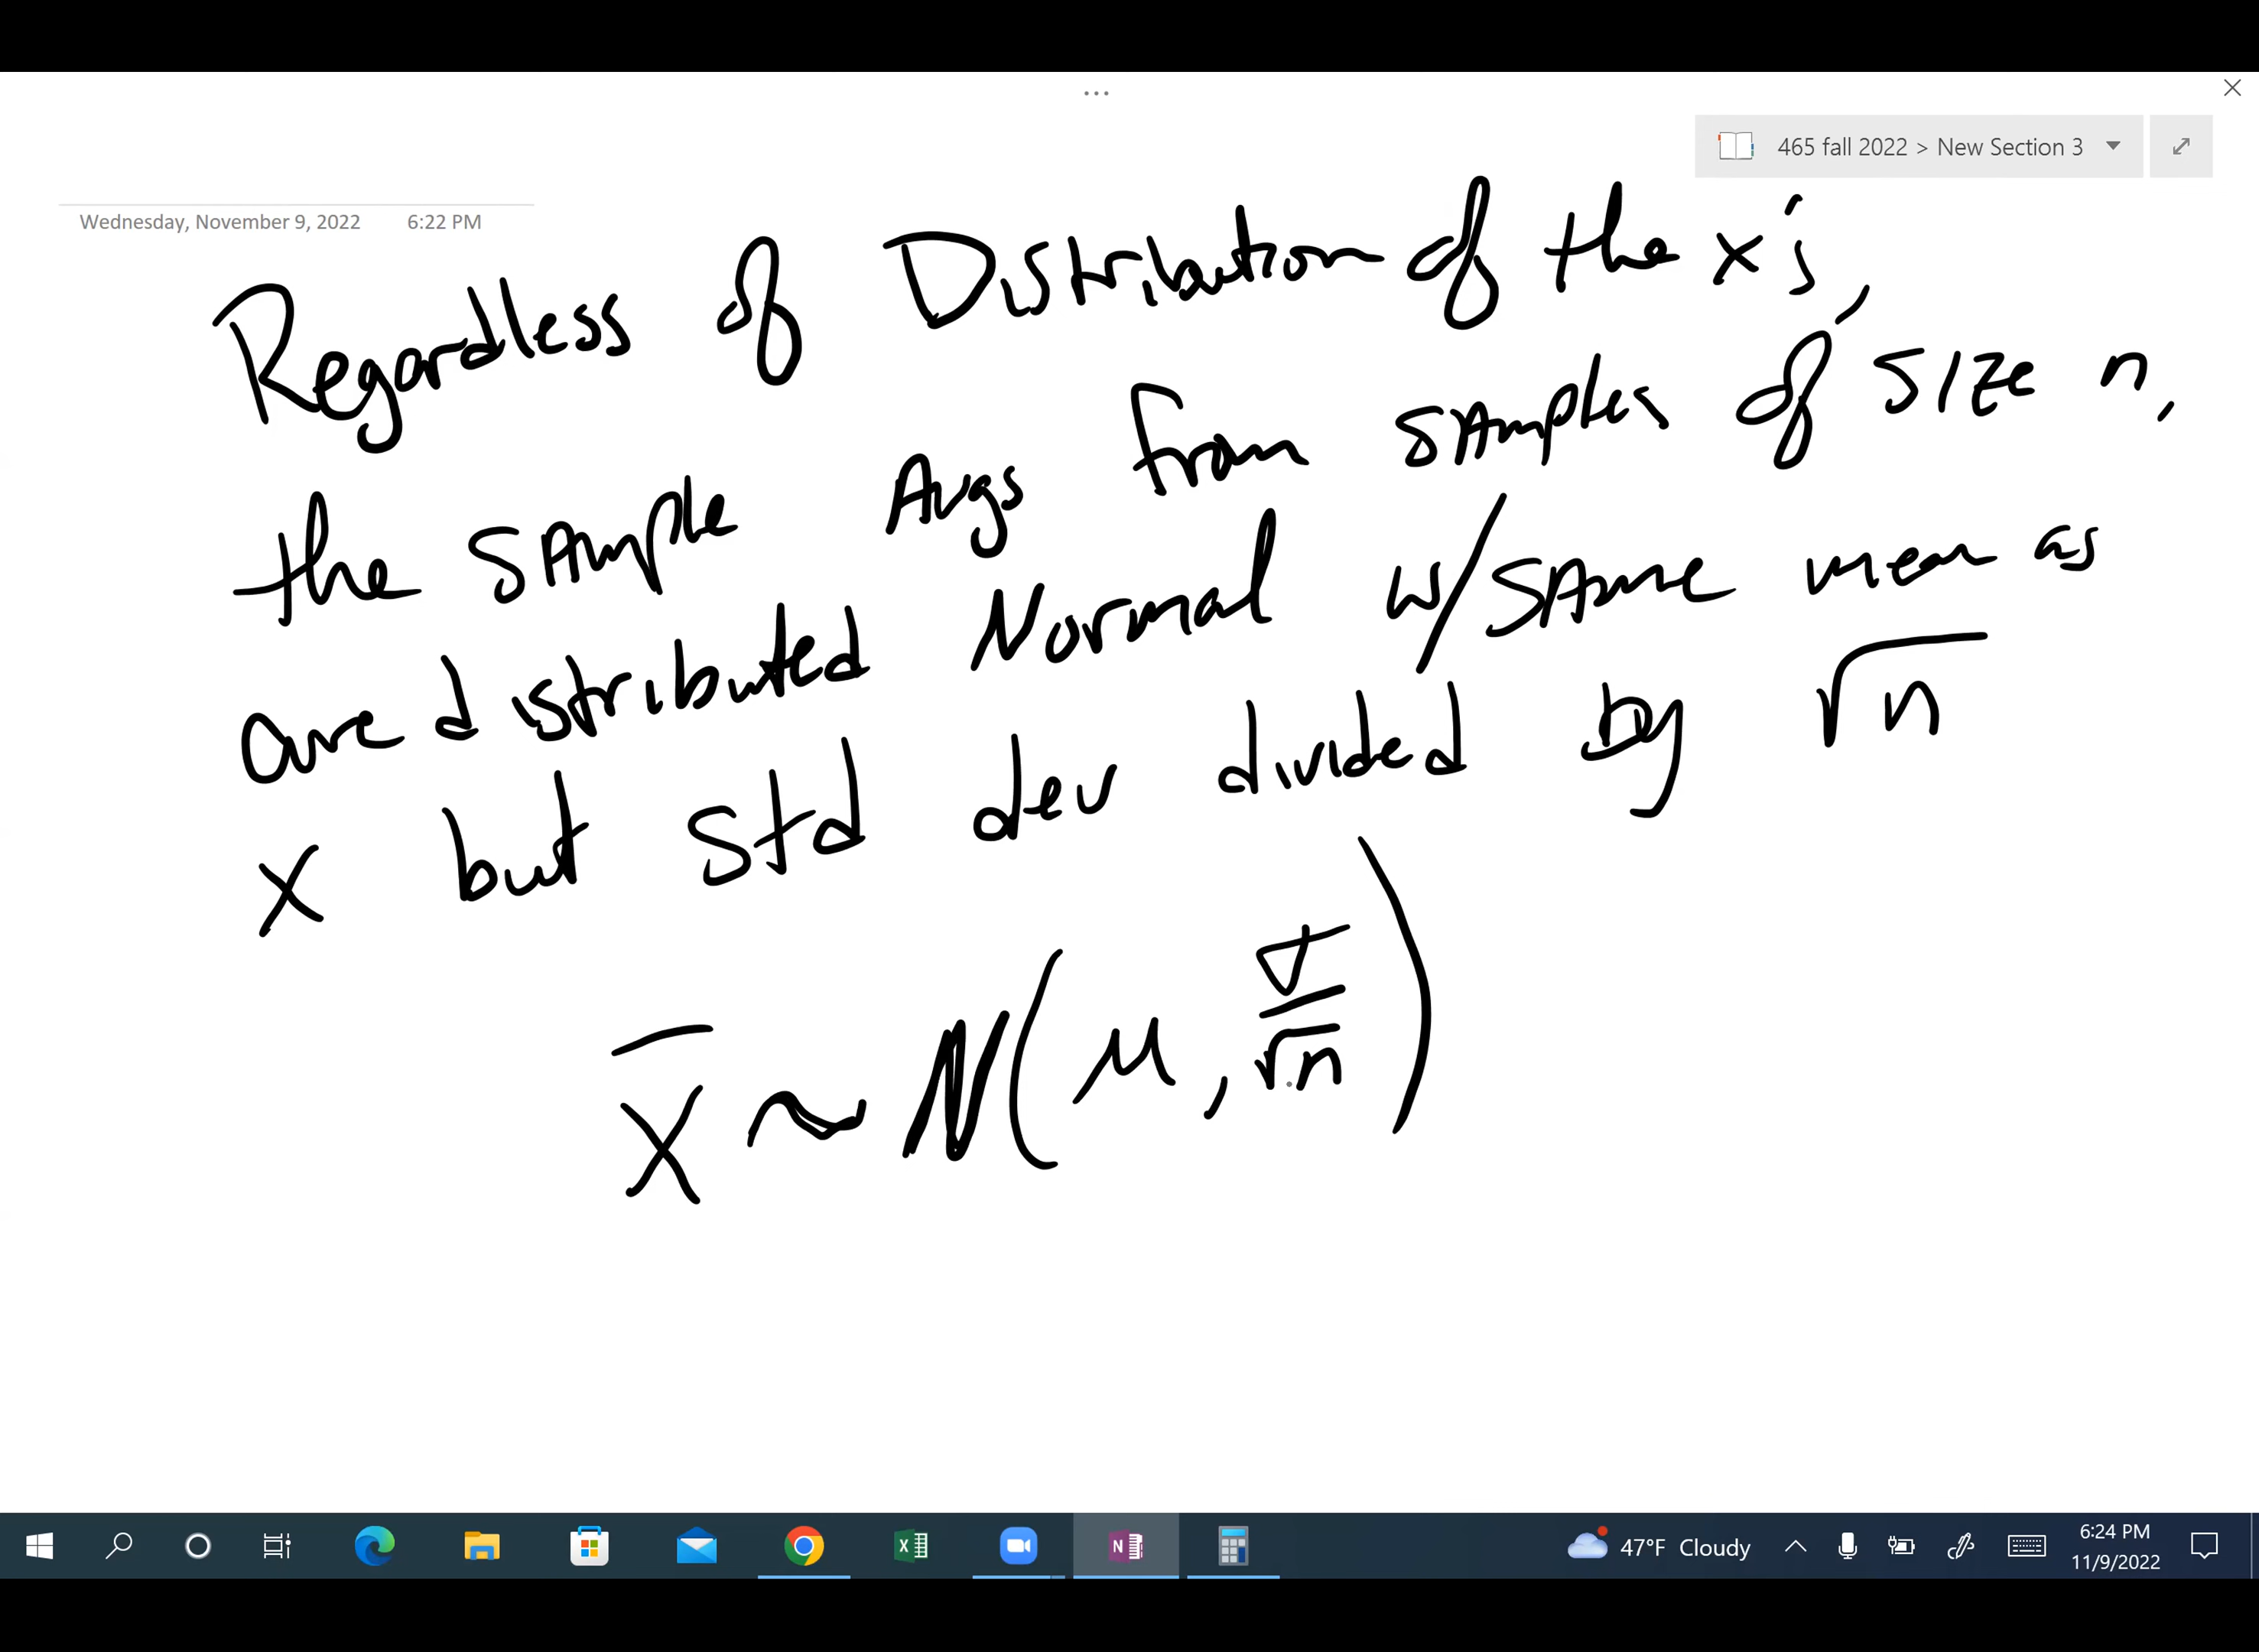 465 fall 2022 > New Section 3
Wednesday, November 9, 2022 6:22 PM
Regardless of Distribution of the x's,
the sample Avgs from samples of size n,
are distributed Normal w/same mean as
x but std dev divided by √n
x̄ ~ N(μ, σ/√n)
47°F Cloudy
6:24 PM
11/9/2022